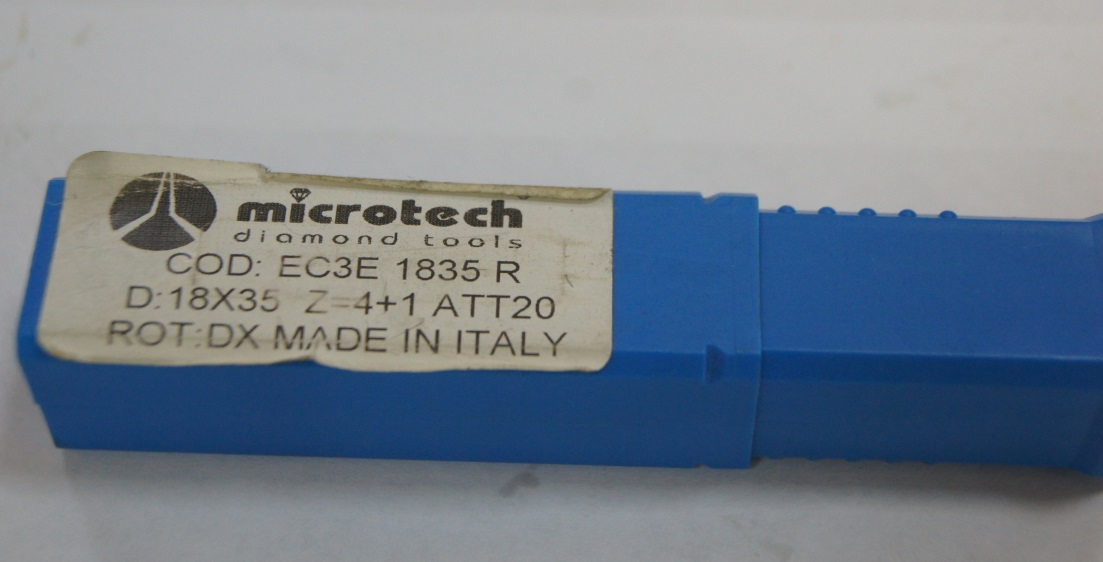 microtech
diamond tools
COD: EC3E 1835 R
D:18X35 Z=4+1 ATT20
ROT:DX MADE IN ITALY